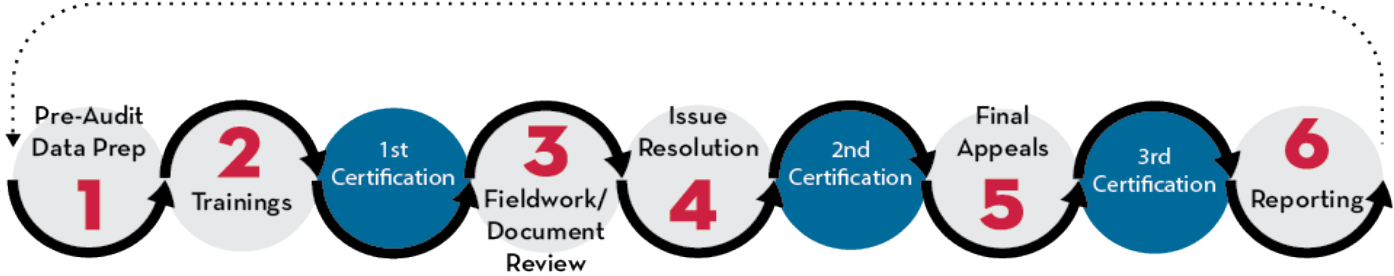 Pre-Audit
Data Prep
1
2
Trainings
1st
Certification
3
Fieldwork/
Document
Review
Issue
Resolution
4
2nd
Certification
Final
Appeals
5
3rd
Certification
6
Reporting